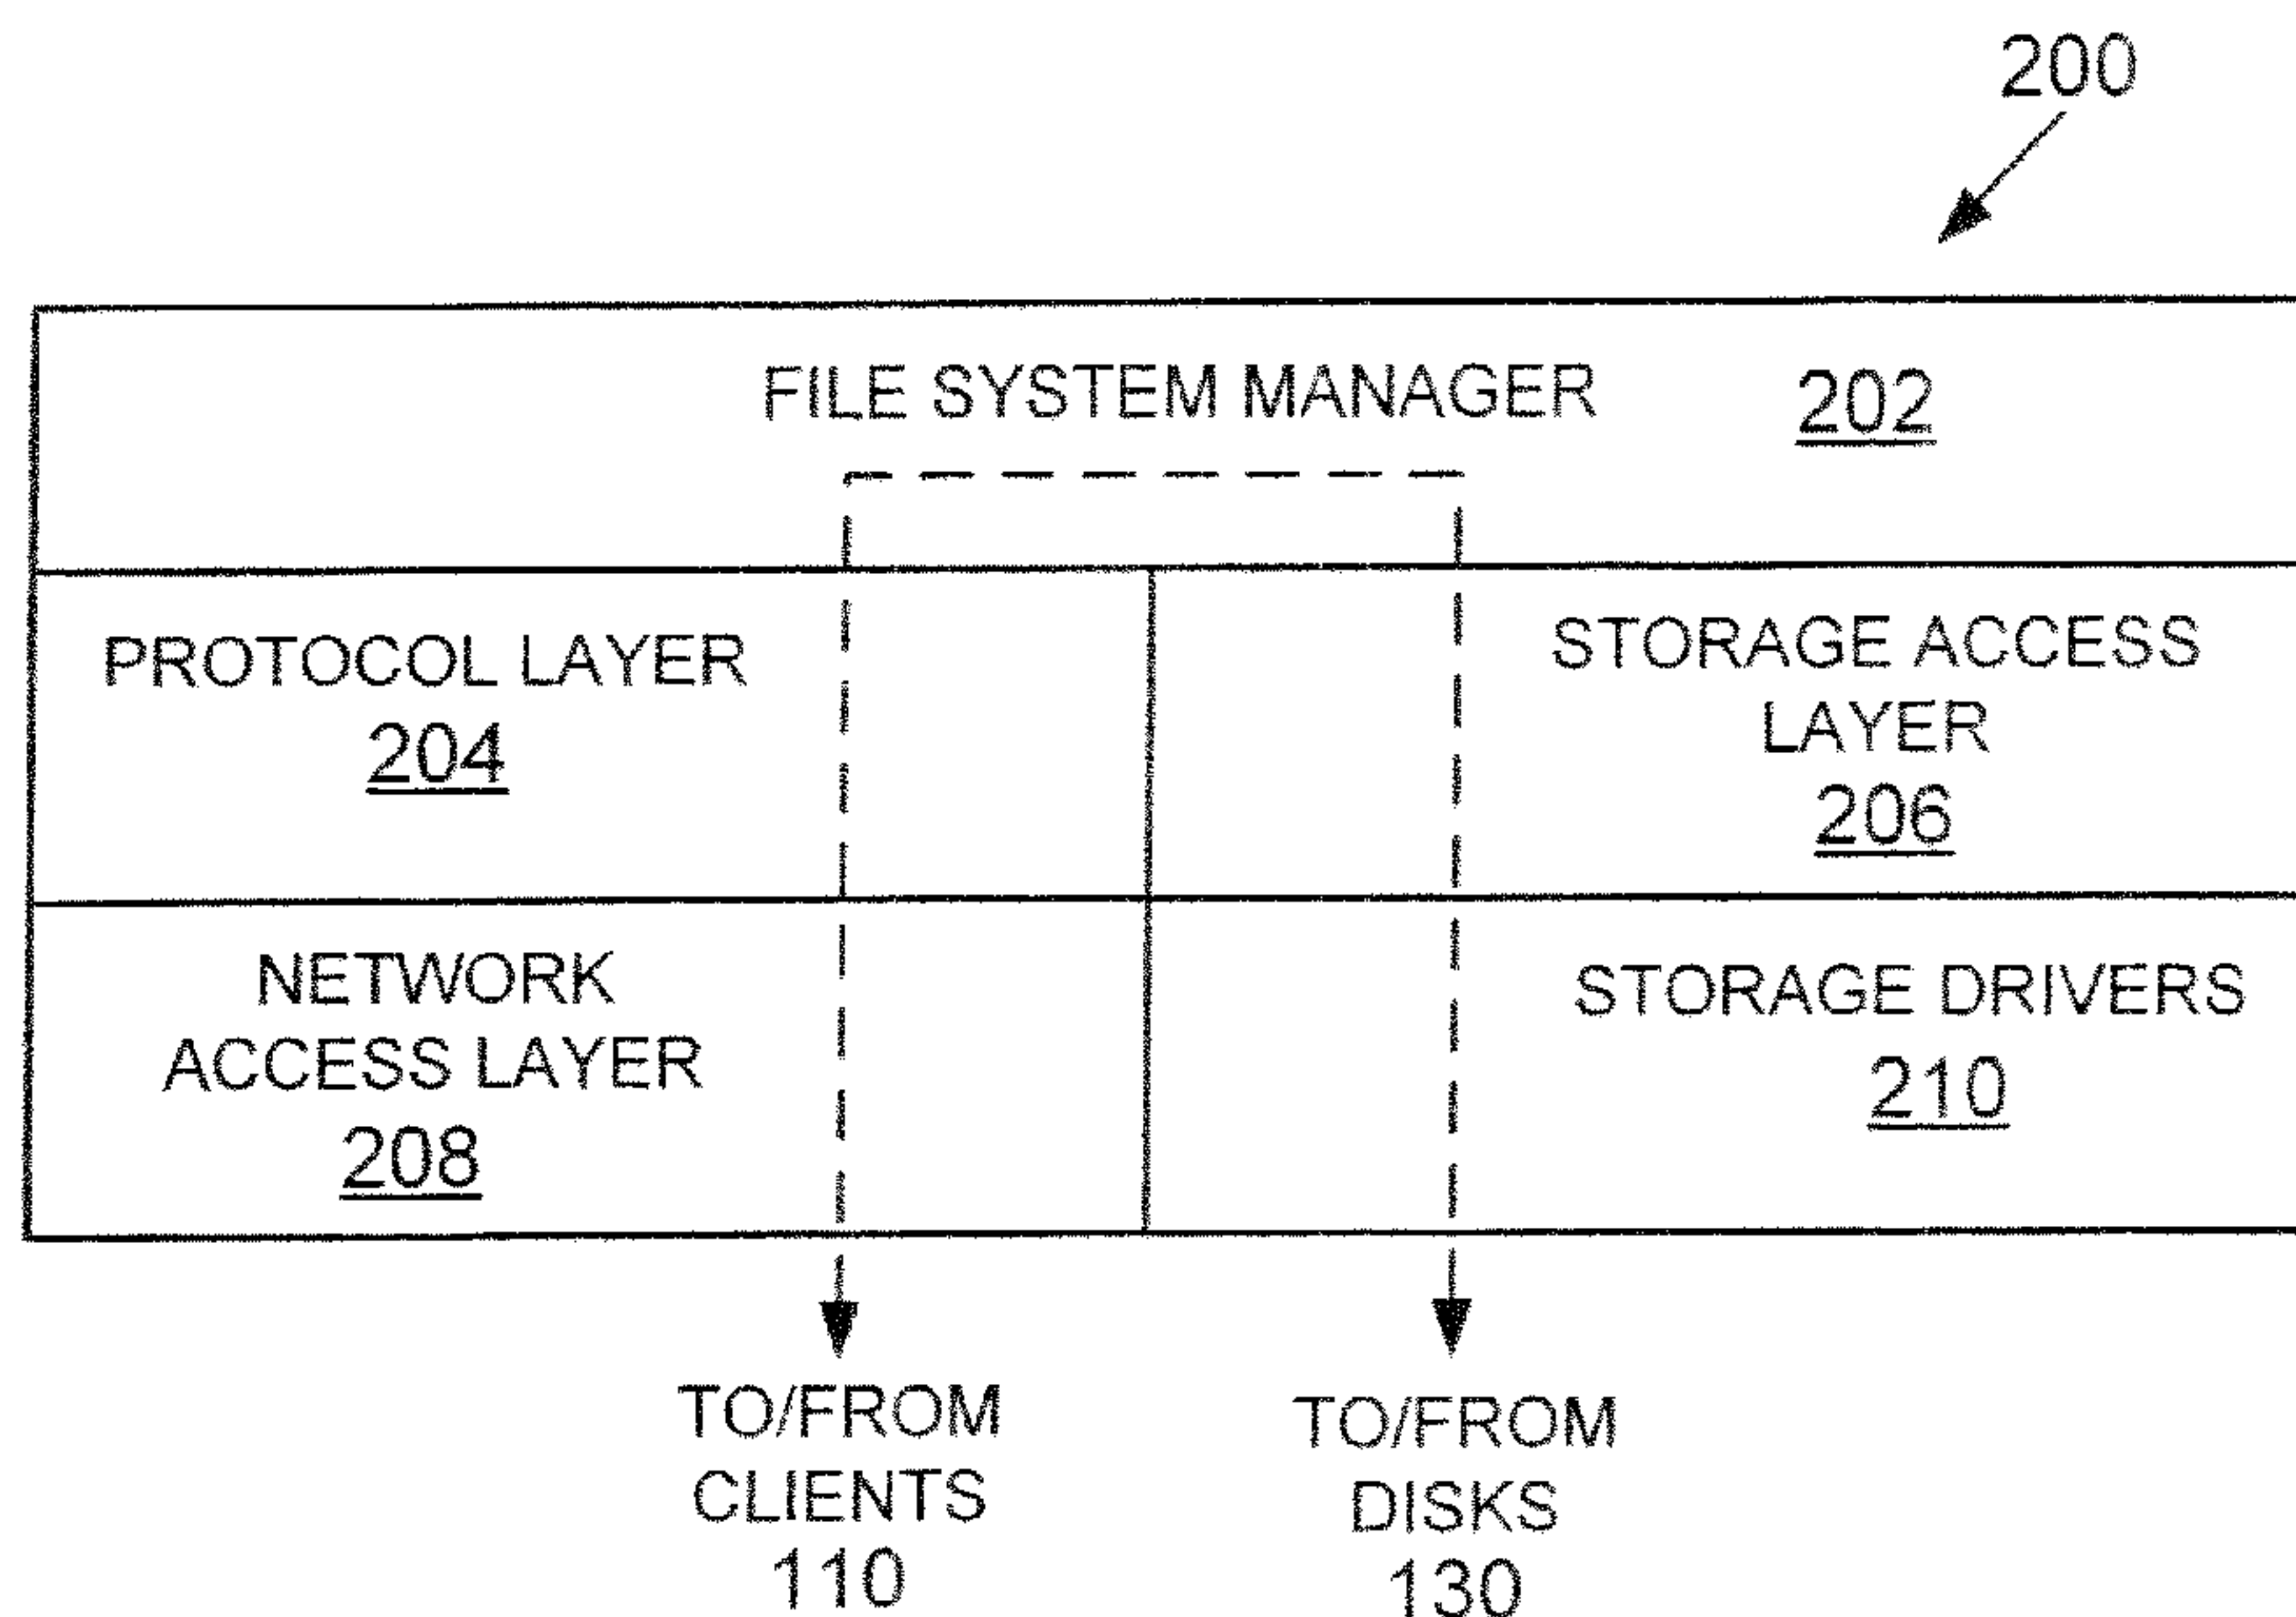 200
FILE SYSTEM MANAGER 202
PROTOCOL LAYER
204
STORAGE ACCESS
LAYER
206
NETWORK
ACCESS LAYER
208
STORAGE DRIVERS
210
TO/FROM
CLIENTS
110
TO/FROM
DISKS
130